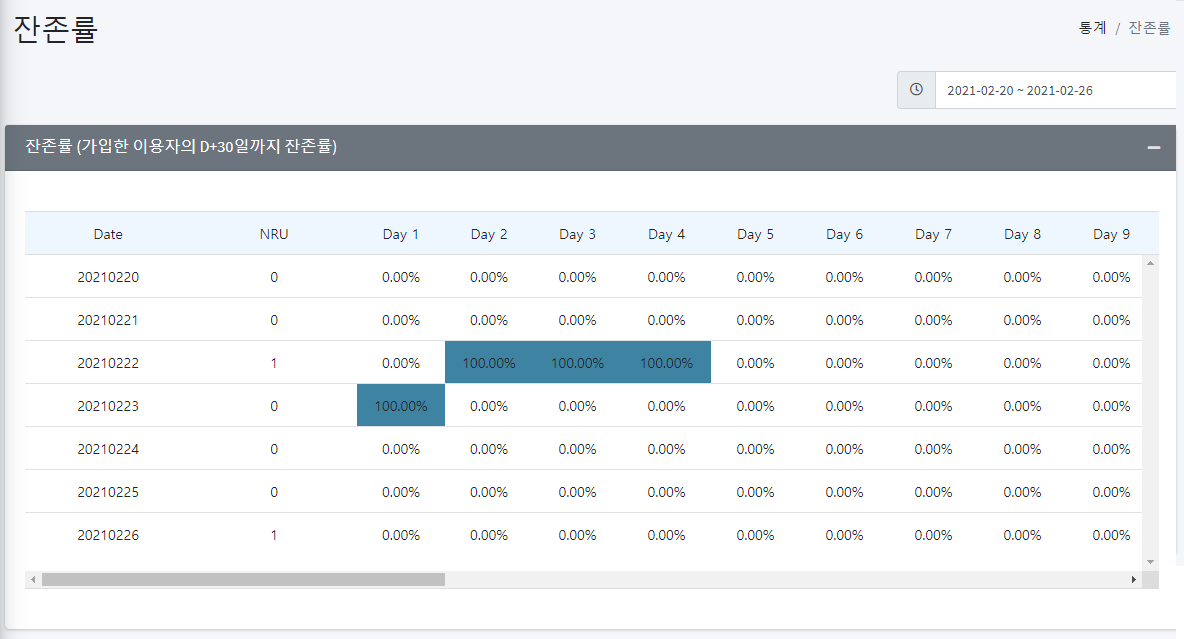 잔존률
통계 / 잔존률
2021-02-20 ~ 2021-02-26
잔존률 (가입한 이용자의 D+30일까지 잔존률)
Date NRU Day 1 Day 2 Day 3 Day 4 Day 5 Day 6 Day 7 Day 8 Day 9
20210220 0 0.00% 0.00% 0.00% 0.00% 0.00% 0.00% 0.00% 0.00% 0.00%
20210221 0 0.00% 0.00% 0.00% 0.00% 0.00% 0.00% 0.00% 0.00% 0.00%
20210222 1 0.00% 100.00% 100.00% 100.00% 0.00% 0.00% 0.00% 0.00% 0.00%
20210223 0 100.00% 0.00% 0.00% 0.00% 0.00% 0.00% 0.00% 0.00% 0.00%
20210224 0 0.00% 0.00% 0.00% 0.00% 0.00% 0.00% 0.00% 0.00% 0.00%
20210225 0 0.00% 0.00% 0.00% 0.00% 0.00% 0.00% 0.00% 0.00% 0.00%
20210226 1 0.00% 0.00% 0.00% 0.00% 0.00% 0.00% 0.00% 0.00% 0.00%